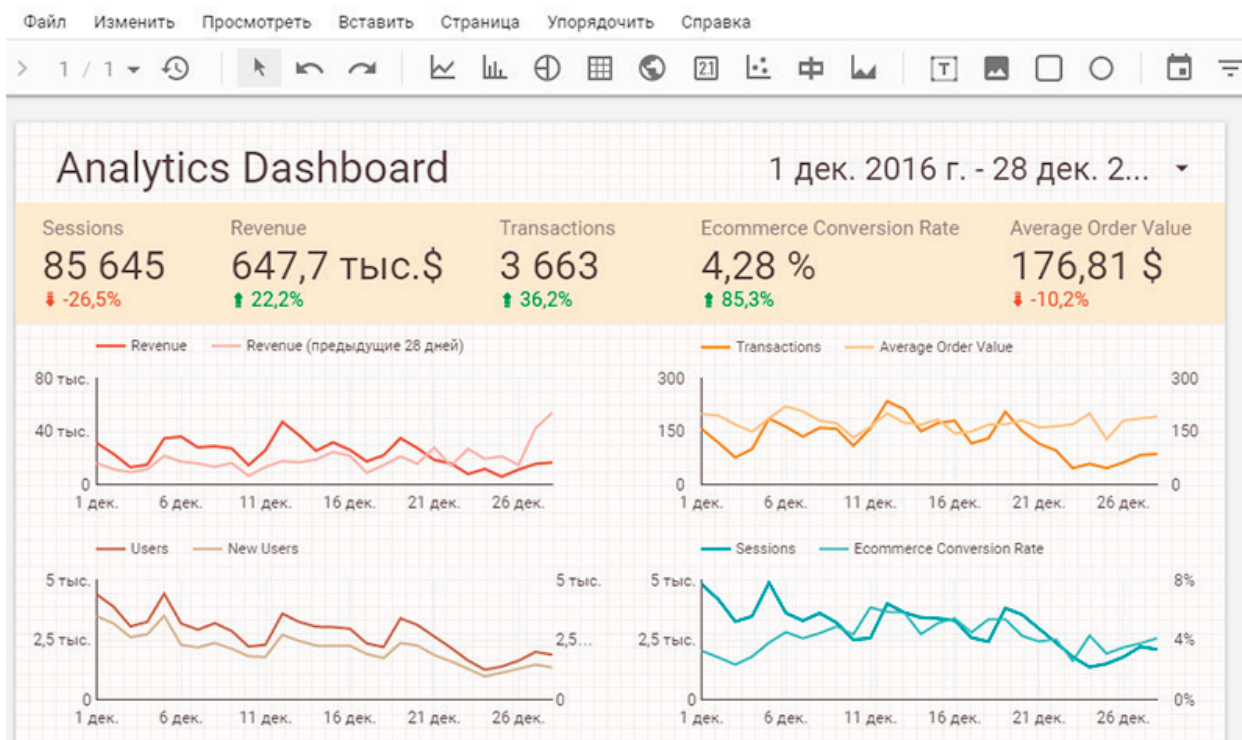 Файл Изменить Просмотреть Вставить Страница Упорядочить Справка
1 / 1 T 21
Analytics Dashboard 1 дек. 2016 г. - 28 дек. 2...
Sessions Revenue Transactions Ecommerce Conversion Rate Average Order Value
85 645 647,7 тыс.$ 3 663 4,28 % 176,81 $
-26,5% 22,2% 36,2% 85,3% -10,2%
Revenue Revenue (предыдущие 28 дней)
80 тыс.
40 тыс.
0
1 дек. 6 дек. 11 дек. 16 дек. 21 дек. 26 дек.
Transactions Average Order Value
300 300
150 150
0 0
1 дек. 6 дек. 11 дек. 16 дек. 21 дек. 26 дек.
Users New Users
5 тыс. 5 тыс.
2,5 тыс. 2,5...
0 0
1 дек. 6 дек. 11 дек. 16 дек. 21 дек. 26 дек.
Sessions Ecommerce Conversion Rate
5 тыс. 8%
2,5 тыс. 4%
0 0%
1 дек. 6 дек. 11 дек. 16 дек. 21 дек. 26 дек.